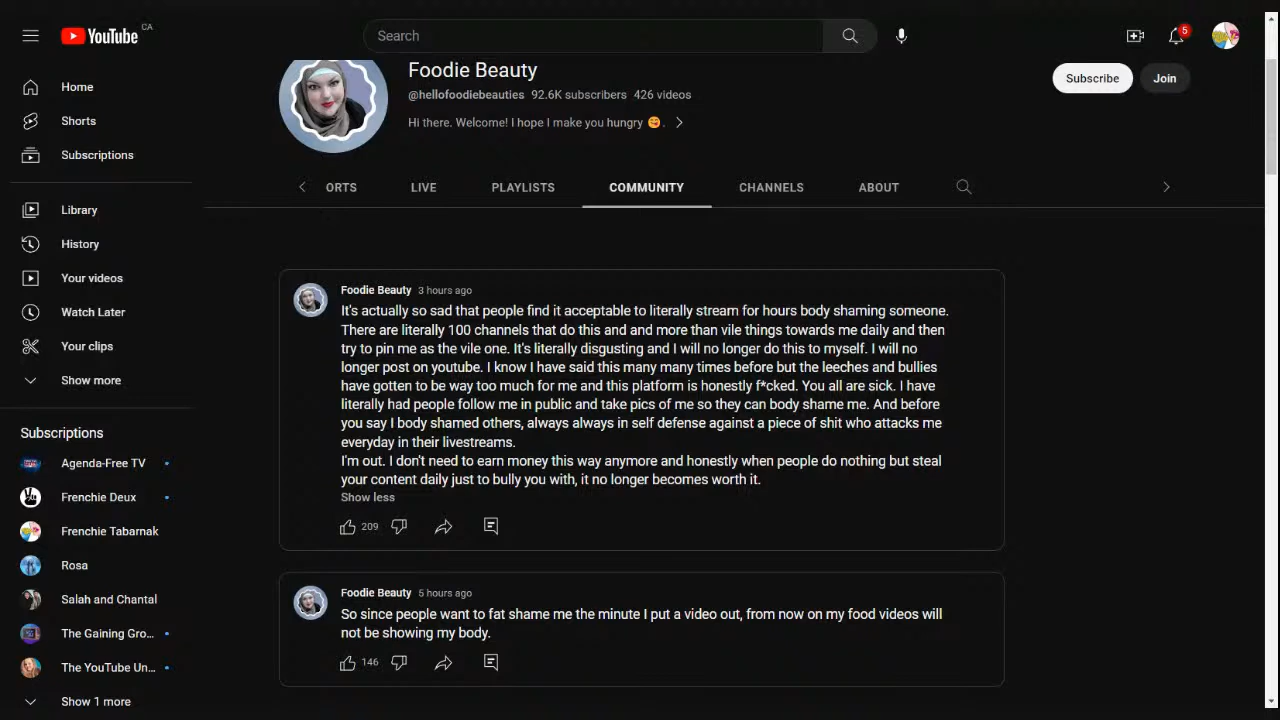 YouTube CA
Search
5
Home
Shorts
Subscriptions
Library
History
Your videos
Watch Later
Your clips
Show more
Subscriptions
Agenda-Free TV
Frenchie Deux
Frenchie Tabarnak
Rosa
Salah and Chantal
The Gaining Gro...
The YouTube Un...
Show 1 more
Foodie Beauty
@hellofoodiebeauties 92.6K subscribers 426 videos
Hi there. Welcome! I hope I make you hungry 😋 .
Subscribe
Join
ORTS LIVE PLAYLISTS COMMUNITY CHANNELS ABOUT
Foodie Beauty 3 hours ago
It's actually so sad that people find it acceptable to literally stream for hours body shaming someone.
There are literally 100 channels that do this and and more than vile things towards me daily and then
try to pin me as the vile one. It's literally disgusting and I will no longer do this to myself. I will no
longer post on youtube. I know I have said this many many times before but the leeches and bullies
have gotten to be way too much for me and this platform is honestly f*cked. You all are sick. I have
literally had people follow me in public and take pics of me so they can body shame me. And before
you say I body shamed others, always always in self defense against a piece of shit who attacks me
everyday in their livestreams.
I'm out. I don't need to earn money this way anymore and honestly when people do nothing but steal
your content daily just to bully you with, it no longer becomes worth it.
Show less
209
Foodie Beauty 5 hours ago
So since people want to fat shame me the minute I put a video out, from now on my food videos will
not be showing my body.
146